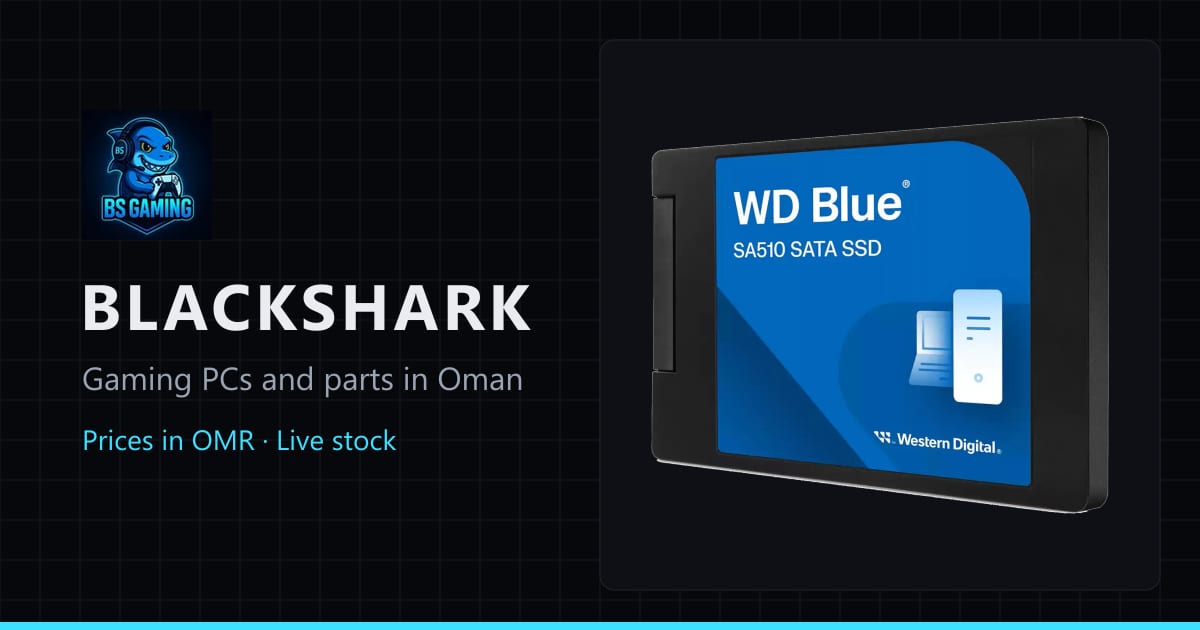 BS
BS GAMING
BLACKSHARK
Gaming PCs and parts in Oman
Prices in OMR · Live stock
WD Blue®
SA510 SATA SSD
Western Digital®